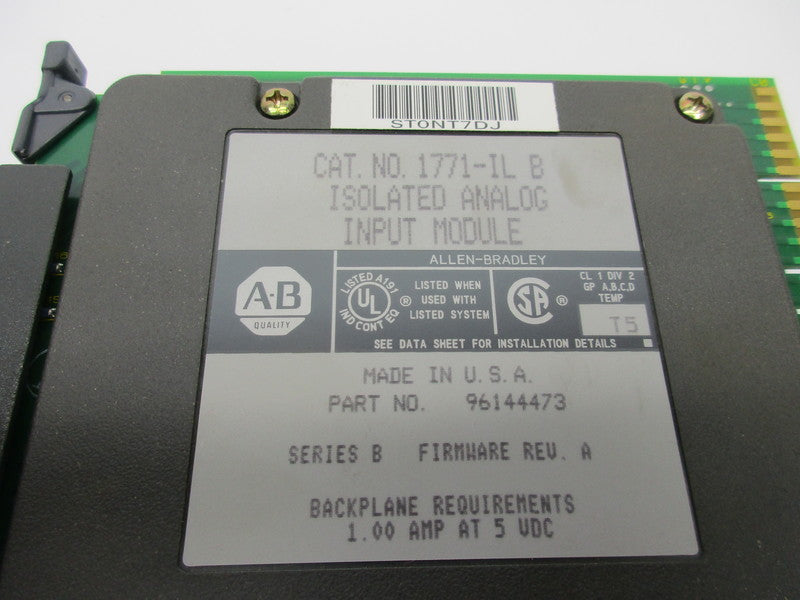 ST0NT7DJ
CAT. NO. 1771-IL B
ISOLATED ANALOG
INPUT MODULE
ALLEN-BRADLEY
A-B
QUALITY
LISTED A191
UL
IND CONT EQ
®
LISTED WHEN
USED WITH
LISTED SYSTEM
SA
®
CL 1 DIV 2
GP A,B,C,D
TEMP
T5
SEE DATA SHEET FOR INSTALLATION DETAILS
MADE IN U.S.A.
PART NO. 96144473
SERIES B FIRMWARE REV. A
BACKPLANE REQUIREMENTS
1.00 AMP AT 5 VDC